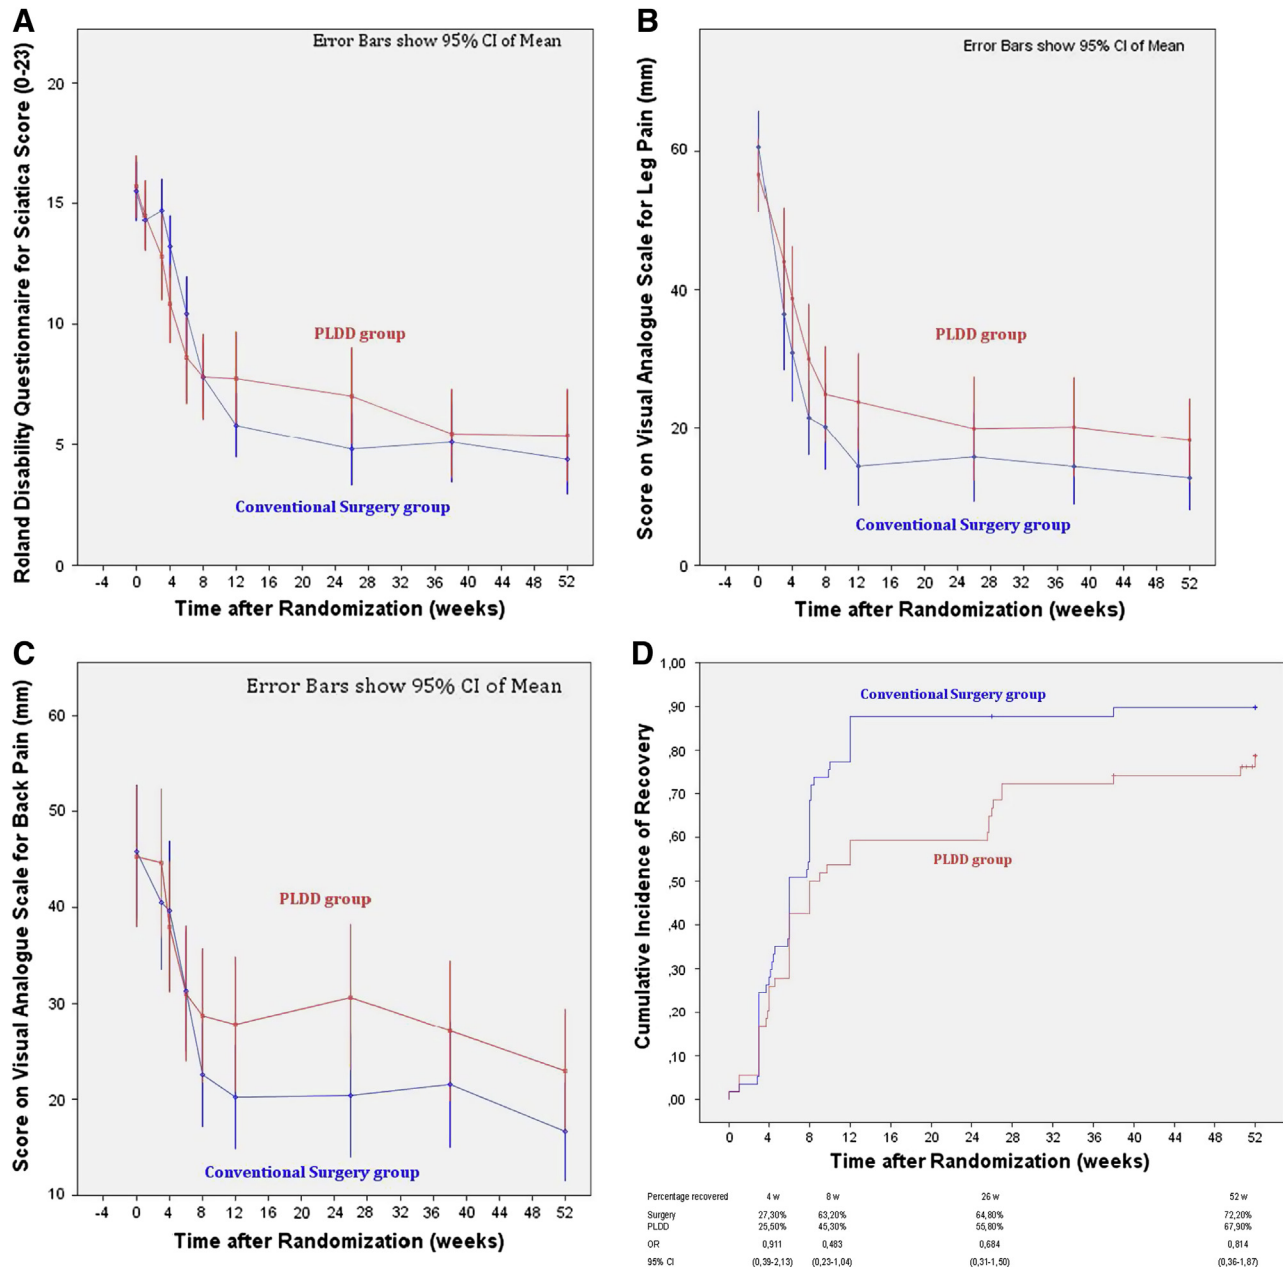 A
Error Bars show 95% CI of Mean
Roland Disability Questionnaire for Sciatica Score (0-23)
20
15
10
5
0
PLDD group
Conventional Surgery group
-4 0 4 8 12 16 20 24 28 32 36 40 44 48 52
Time after Randomization (weeks)
B
Error Bars show 95% CI of Mean
Score on Visual Analogue Scale for Leg Pain (mm)
60
40
20
0
PLDD group
Conventional Surgery group
-4 0 4 8 12 16 20 24 28 32 36 40 44 48 52
Time after Randomization (weeks)
C
Error Bars show 95% CI of Mean
Score on Visual Analogue Scale for Back Pain (mm)
60
50
40
30
20
10
PLDD group
Conventional Surgery group
-4 0 4 8 12 16 20 24 28 32 36 40 44 48 52
Time after Randomization (weeks)
D
Cumulative Incidence of Recovery
1,00
,90
,80
,70
,60
,50
,40
,30
,20
,10
,00
Conventional Surgery group
PLDD group
0 4 8 12 16 20 24 28 32 36 40 44 48 52
Time after Randomization (weeks)
Percentage recovered 4 w 8 w 26 w 52 w
Surgery 27,30% 63,20% 64,80% 72,20%
PLDD 25,50% 45,30% 55,80% 67,90%
OR 0,911 0,483 0,684 0,814
95% CI (0,39-2,13) (0,23-1,04) (0,31-1,50) (0,36-1,87)